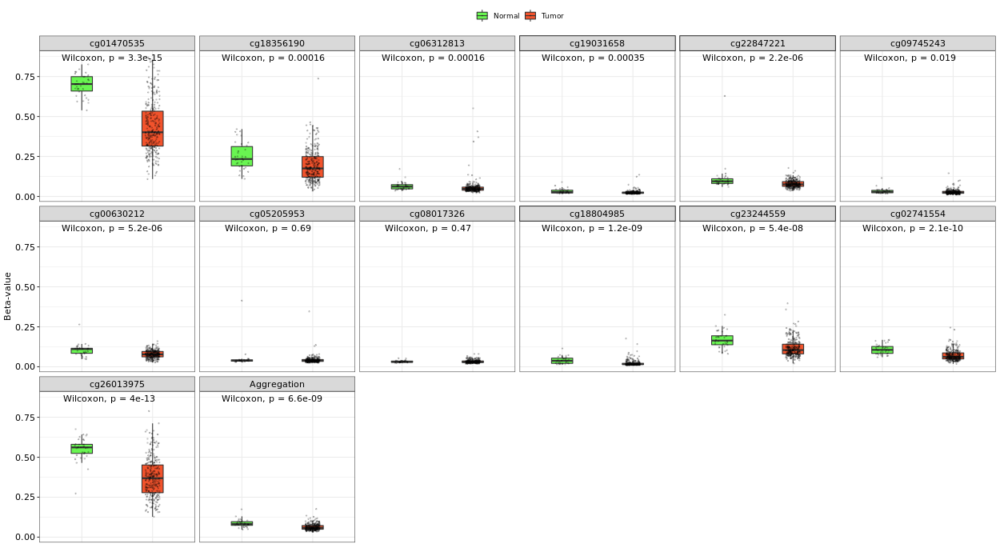 Normal Tumor
cg01470535 cg18356190 cg06312813 cg19031658 cg22847221 cg09745243
Wilcoxon, p = 3.3e-15 Wilcoxon, p = 0.00016 Wilcoxon, p = 0.00016 Wilcoxon, p = 0.00035 Wilcoxon, p = 2.2e-06 Wilcoxon, p = 0.019
0.75
0.50
0.25
0.00
cg00630212 cg05205953 cg08017326 cg18804985 cg23244559 cg02741554
Wilcoxon, p = 5.2e-06 Wilcoxon, p = 0.69 Wilcoxon, p = 0.47 Wilcoxon, p = 1.2e-09 Wilcoxon, p = 5.4e-08 Wilcoxon, p = 2.1e-10
0.75
0.50
0.25
0.00
Beta-value
cg26013975 Aggregation
Wilcoxon, p = 4e-13 Wilcoxon, p = 6.6e-09
0.75
0.50
0.25
0.00